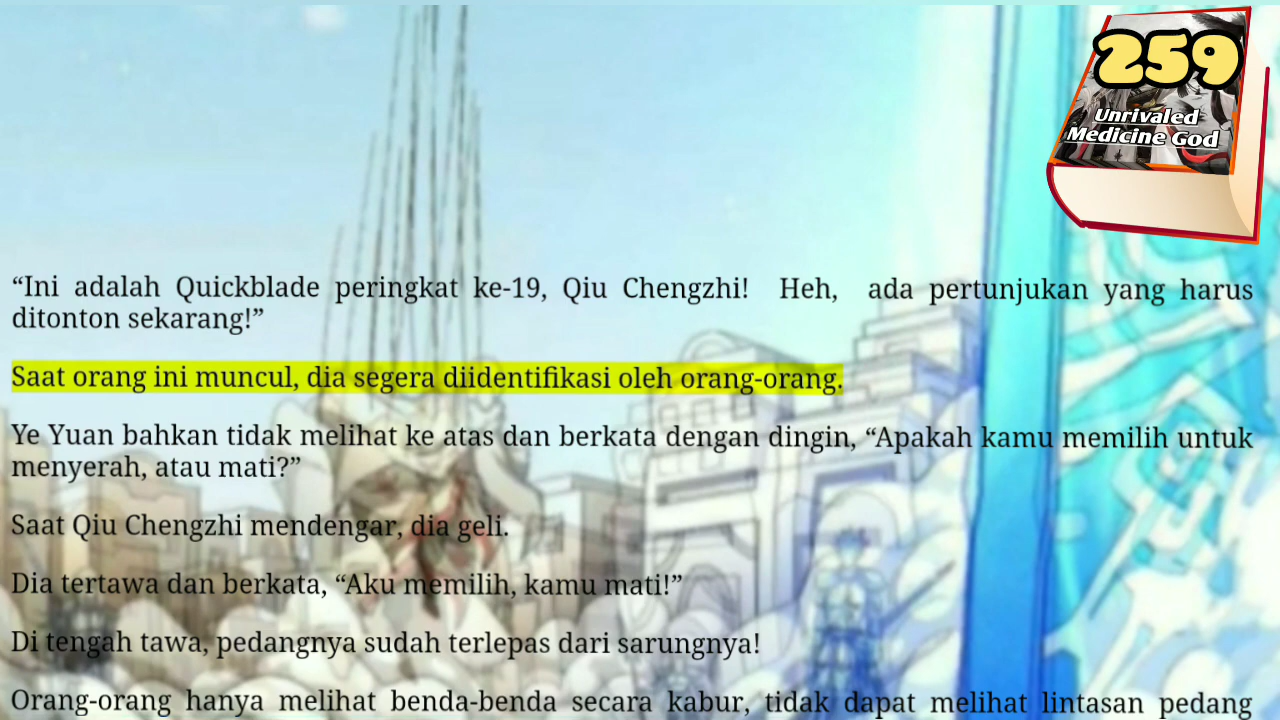 259
Unrivaled
Medicine God
“Ini adalah Quickblade peringkat ke-19, Qiu Chengzhi! Heh, ada pertunjukan yang harus
ditonton sekarang!”
Saat orang ini muncul, dia segera diidentifikasi oleh orang-orang.
Ye Yuan bahkan tidak melihat ke atas dan berkata dengan dingin, “Apakah kamu memilih untuk
menyerah, atau mati?”
Saat Qiu Chengzhi mendengar, dia geli.
Dia tertawa dan berkata, “Aku memilih, kamu mati!”
Di tengah tawa, pedangnya sudah terlepas dari sarungnya!
Orang-orang hanya melihat benda-benda secara kabur, tidak dapat melihat lintasan pedang